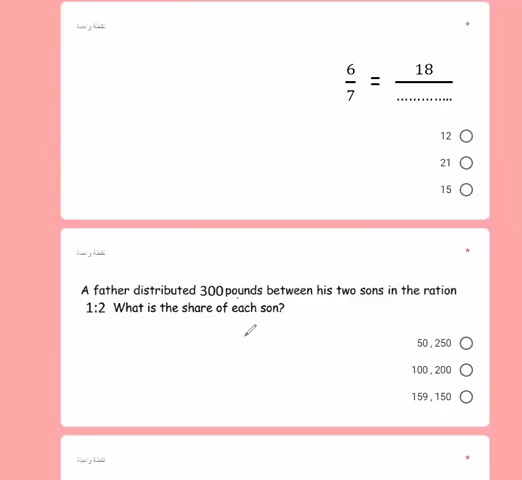 نقطة واحدة
*
6/7 = 18/..............
12
21
15
نقطة واحدة
*
A father distributed 300 pounds between his two sons in the ration
1:2 What is the share of each son?
50 , 250
100 , 200
159 , 150
نقطة واحدة
*